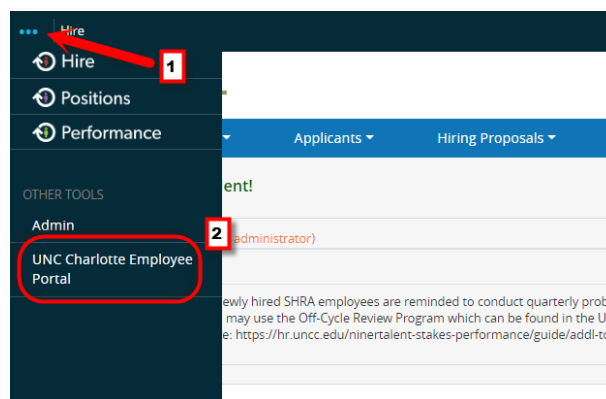 Hire
Hire
1
Positions
Performance
Applicants
Hiring Proposals
ent!
OTHER TOOLS
Admin
2
administrator)
UNC Charlotte Employee
Portal
ewly hired SHRA employees are reminded to conduct quarterly prob
may use the Off-Cycle Review Program which can be found in the U
e: https://hr.uncc.edu/ninertalent-stakes-performance/guide/addl-to